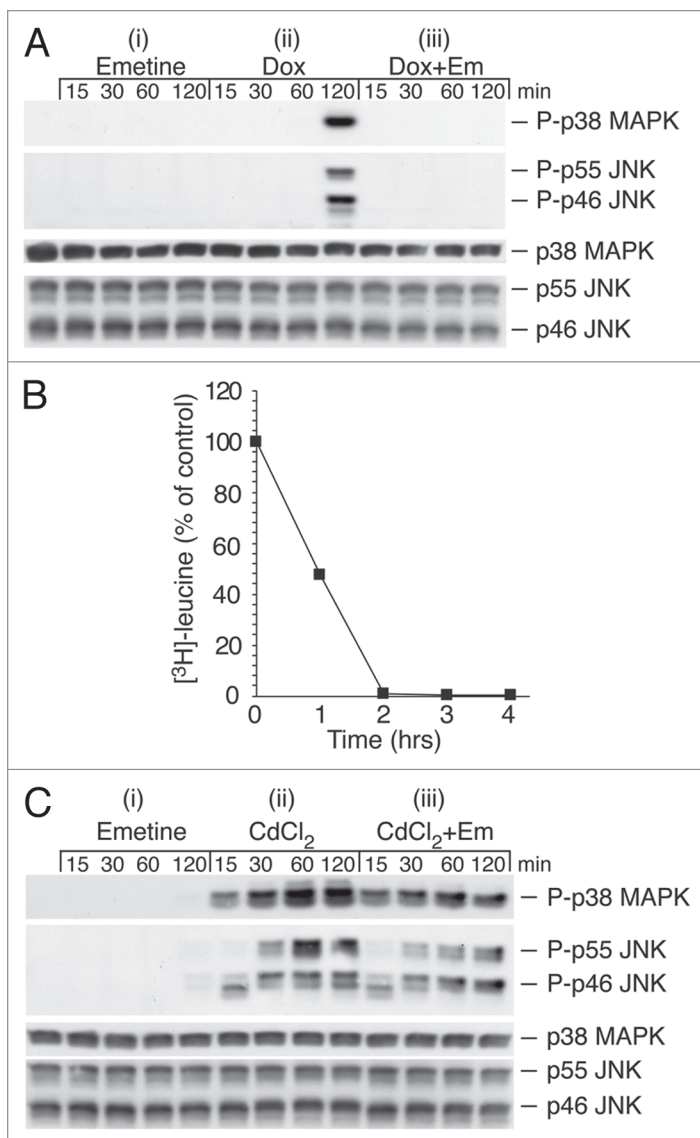 A
(i) (ii) (iii)
Emetine Dox Dox+Em
15 30 60 120 15 30 60 120 15 30 60 120 min
P-p38 MAPK
P-p55 JNK
P-p46 JNK
p38 MAPK
p55 JNK
p46 JNK
B
[³H]-leucine (% of control)
120
100
80
60
40
20
0
0 1 2 3 4
Time (hrs)
C
(i) (ii) (iii)
Emetine CdCl₂ CdCl₂+Em
15 30 60 120 15 30 60 120 15 30 60 120 min
P-p38 MAPK
P-p55 JNK
P-p46 JNK
p38 MAPK
p55 JNK
p46 JNK